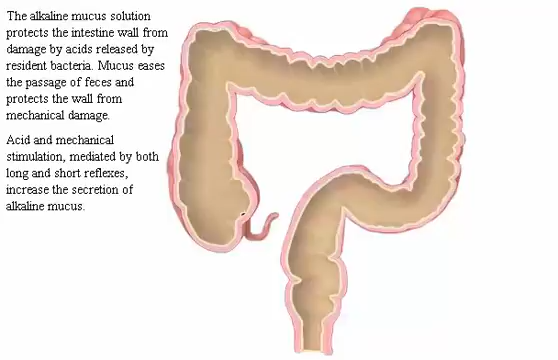 The alkaline mucus solution
protects the intestine wall from
damage by acids released by
resident bacteria. Mucus eases
the passage of feces and
protects the wall from
mechanical damage.
Acid and mechanical
stimulation, mediated by both
long and short reflexes,
increase the secretion of
alkaline mucus.